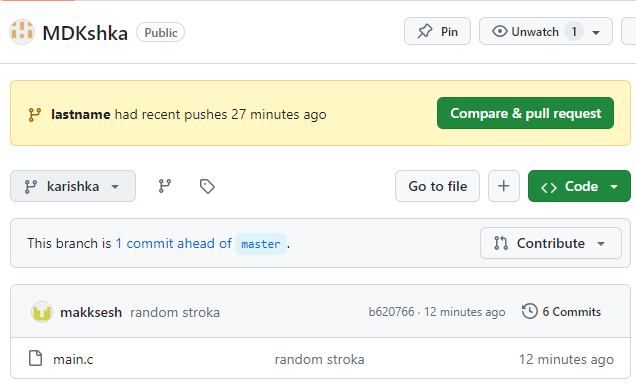 MDKshka Public Pin Unwatch 1
lastname had recent pushes 27 minutes ago Compare & pull request
karishka Go to file Code
This branch is 1 commit ahead of master. Contribute
makksesh random stroka b620766 · 12 minutes ago 6 Commits
main.c random stroka 12 minutes ago